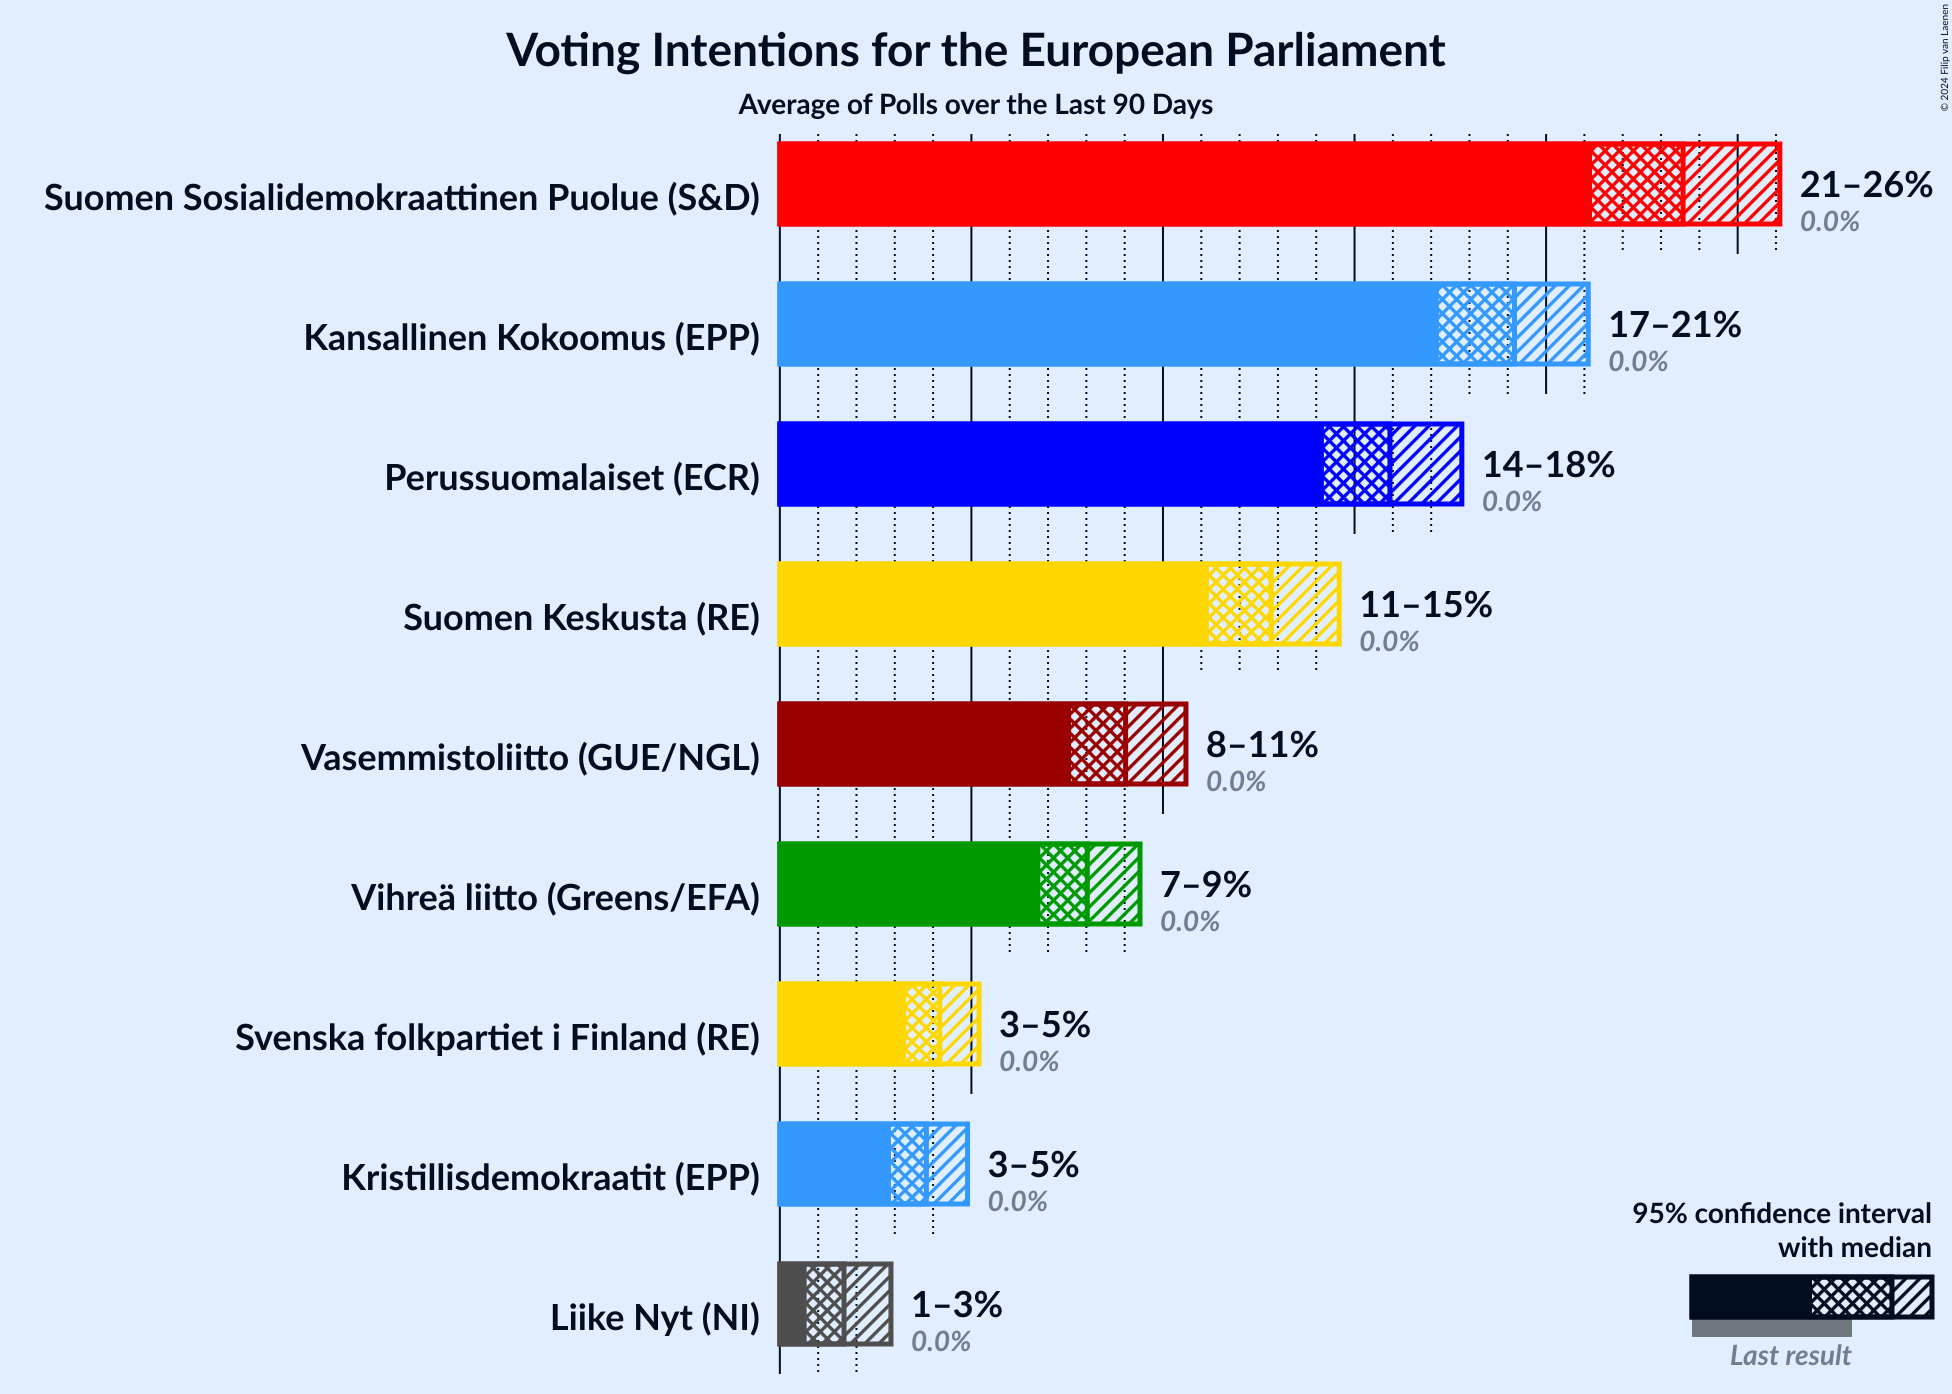 Voting Intentions for the European Parliament
Average of Polls over the Last 90 Days
© 2024 Filip van Laenen
Suomen Sosialidemokraattinen Puolue (S&D)
21–26%
0.0%
Kansallinen Kokoomus (EPP)
17–21%
0.0%
Perussuomalaiset (ECR)
14–18%
0.0%
Suomen Keskusta (RE)
11–15%
0.0%
Vasemmistoliitto (GUE/NGL)
8–11%
0.0%
Vihreä liitto (Greens/EFA)
7–9%
0.0%
Svenska folkpartiet i Finland (RE)
3–5%
0.0%
Kristillisdemokraatit (EPP)
3–5%
0.0%
Liike Nyt (NI)
1–3%
0.0%
95% confidence interval
with median
Last result